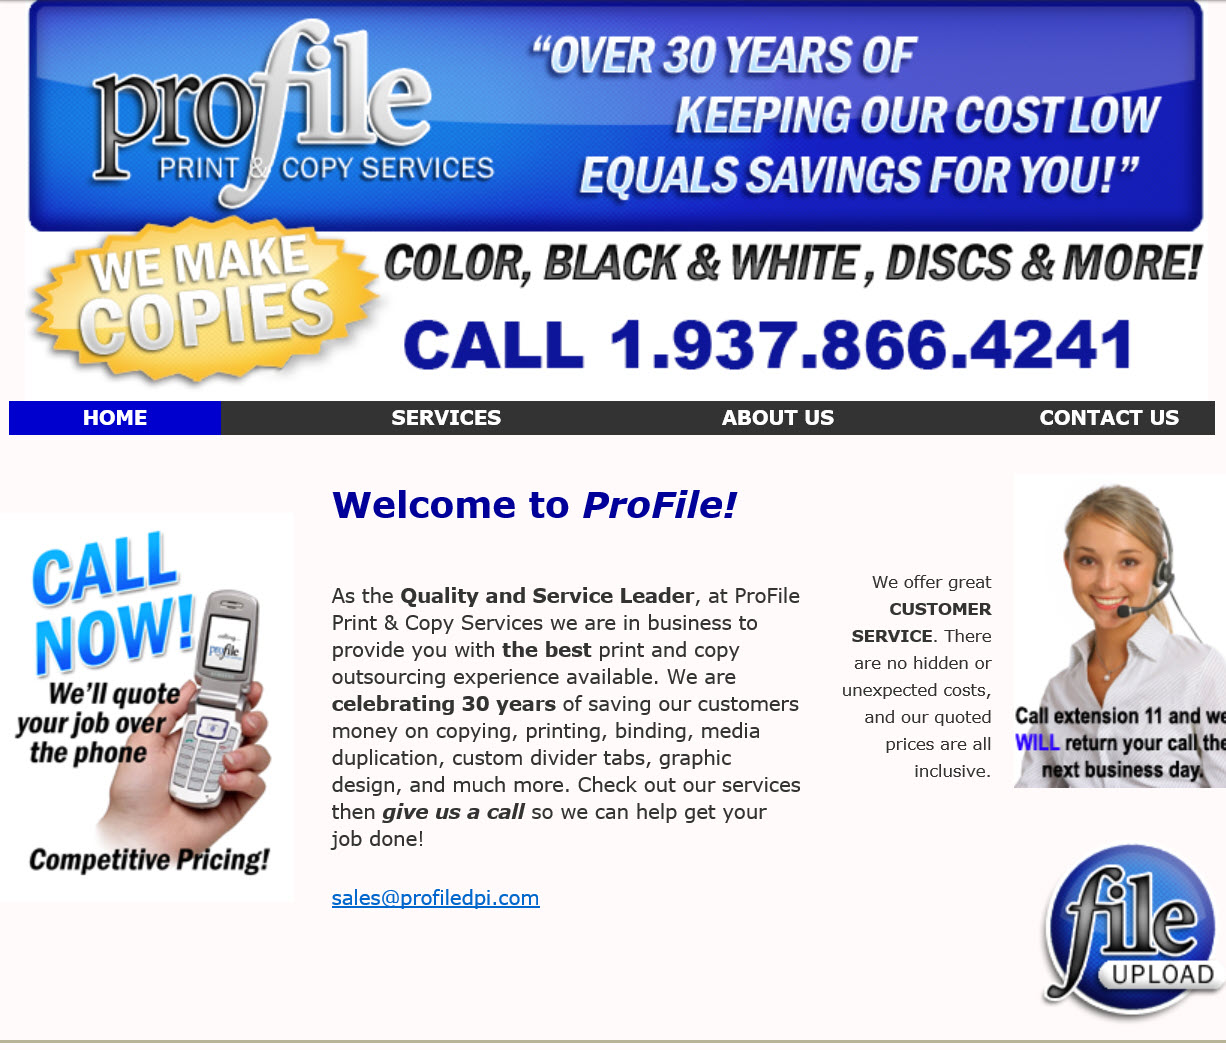 profile
PRINT & COPY SERVICES
“OVER 30 YEARS OF
KEEPING OUR COST LOW
EQUALS SAVINGS FOR YOU!”
WE MAKE
COPIES
COLOR, BLACK & WHITE , DISCS & MORE!
CALL 1.937.866.4241
HOME SERVICES ABOUT US CONTACT US
CALL
NOW!
calling...
profile
We'll quote
your job over
the phone
Competitive Pricing!
Welcome to ProFile!
As the Quality and Service Leader, at ProFile
Print & Copy Services we are in business to
provide you with the best print and copy
outsourcing experience available. We are
celebrating 30 years of saving our customers
money on copying, printing, binding, media
duplication, custom divider tabs, graphic
design, and much more. Check out our services
then give us a call so we can help get your
job done!
sales@profiledpi.com
We offer great
CUSTOMER
SERVICE. There
are no hidden or
unexpected costs,
and our quoted
prices are all
inclusive.
Call extension 11 and we
WILL return your call the
next business day.
file
UPLOAD